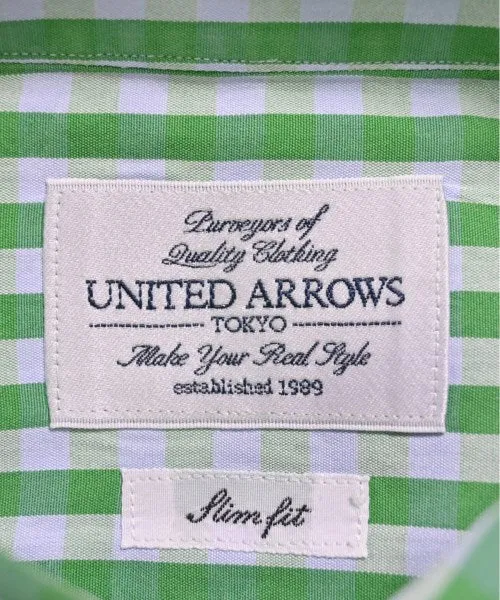 Purveyors of
Quality Clothing
UNITED ARROWS
TOKYO
Make Your Real Style
established 1989
Slim fit